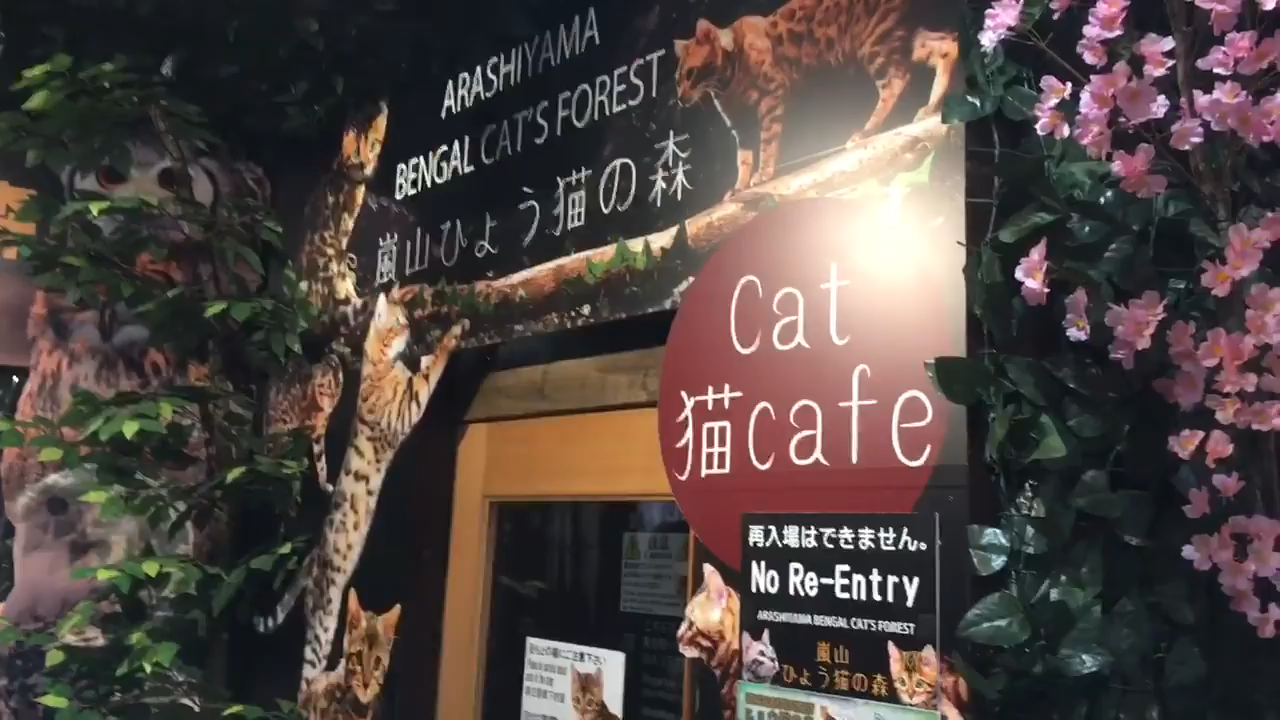 ARASHIYAMA
BENGAL CAT'S FOREST
嵐山ひょう猫の森
Cat
猫cafe
再入場はできません。
No Re-Entry
ARASHIYAMA BENGAL CAT'S FOREST
嵐山
ひょう猫の森